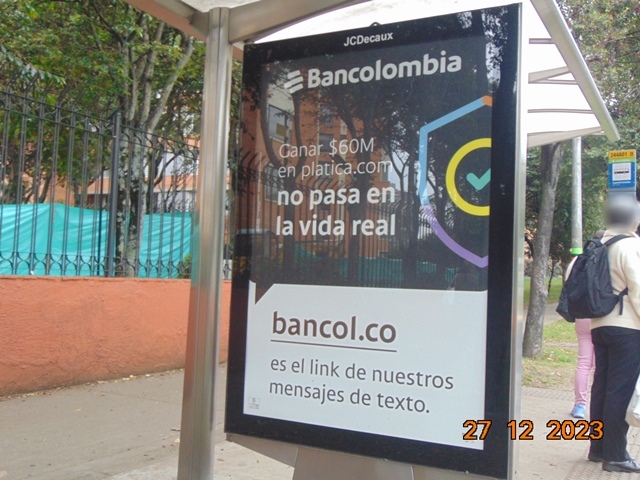 JCDecaux
Bancolombia
Ganar $60M
en platica.com
no pasa en
la vida real
bancol.co
es el link de nuestros
mensajes de texto.
27 12 2023